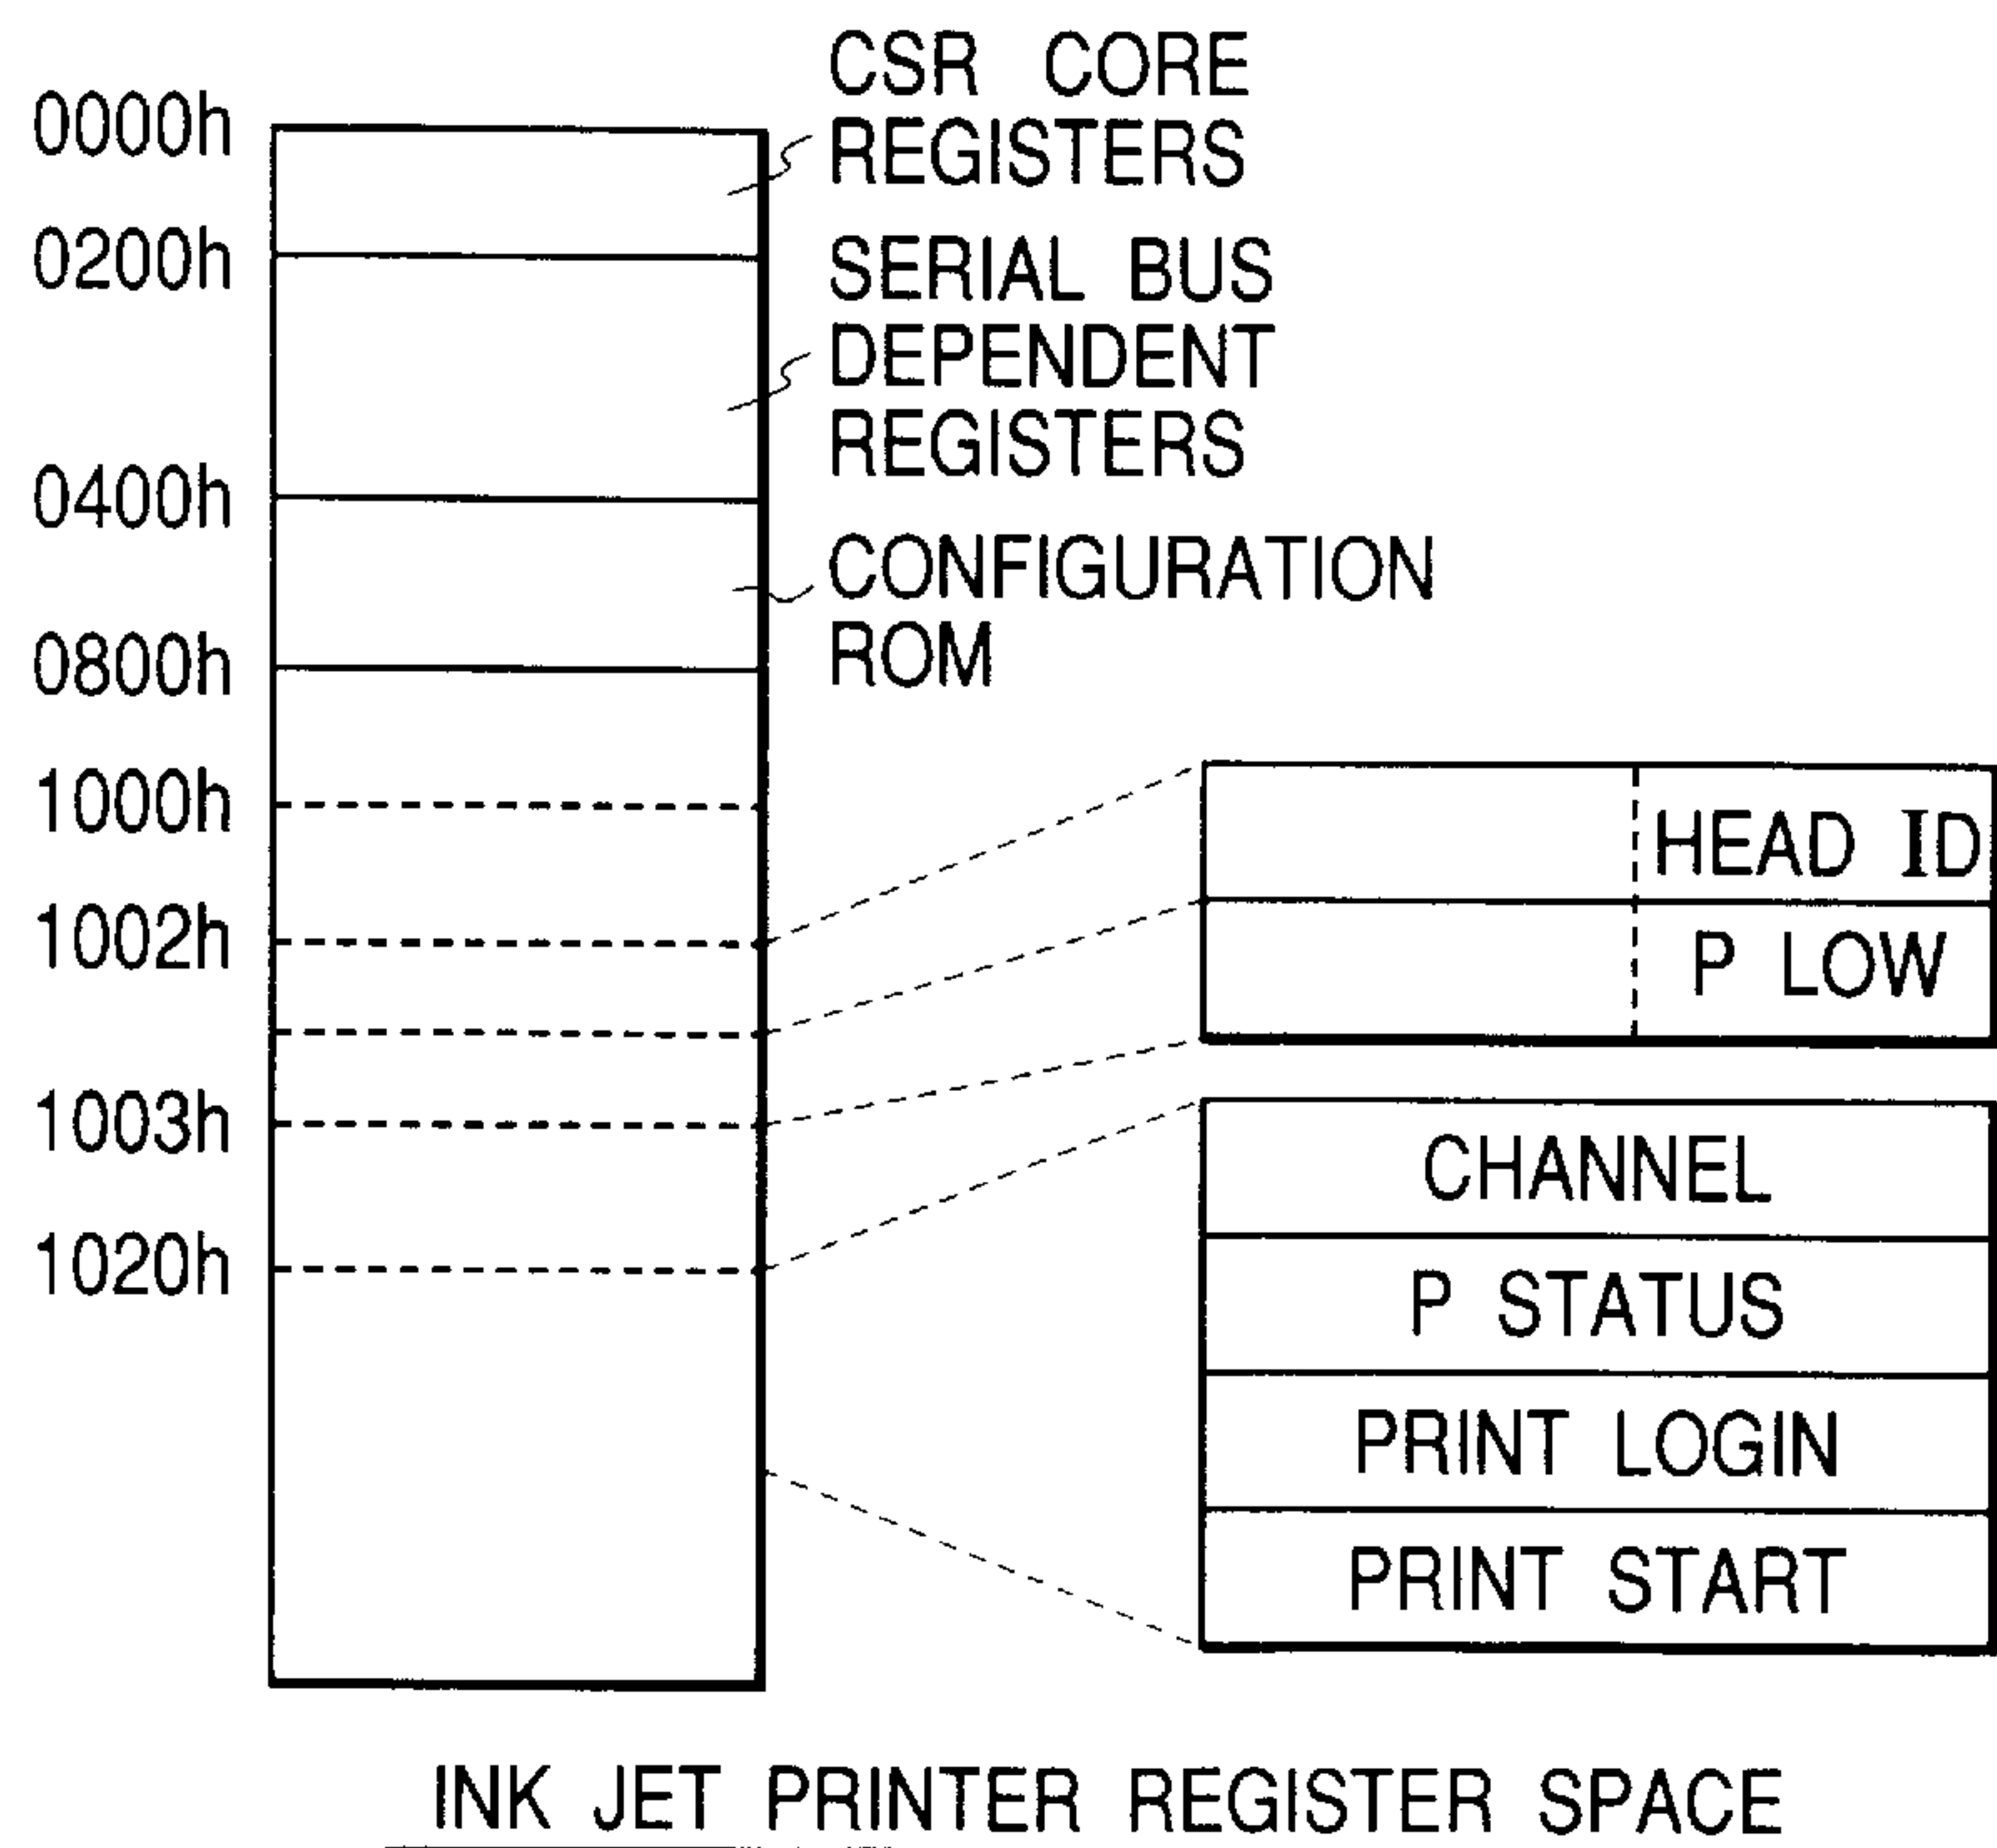 0000h
CSR CORE
REGISTERS
0200h
SERIAL BUS
DEPENDENT
REGISTERS
0400h
CONFIGURATION
ROM
0800h
1000h
HEAD ID
1002h
P LOW
1003h
CHANNEL
1020h
P STATUS
PRINT LOGIN
PRINT START
INK JET PRINTER REGISTER SPACE